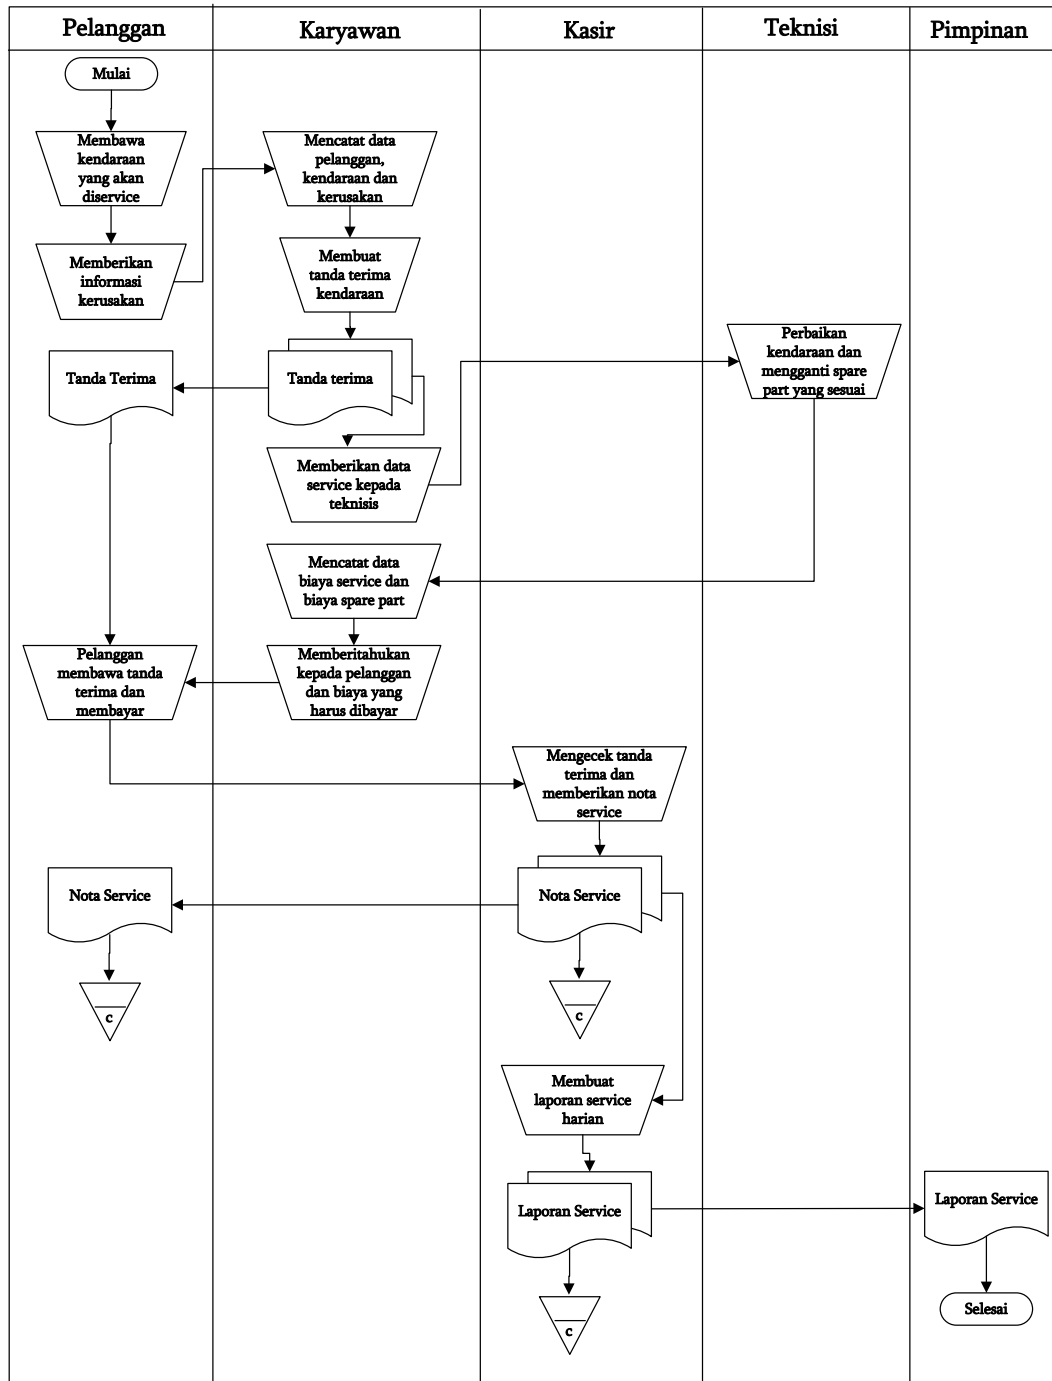 Pelanggan
Karyawan
Kasir
Teknisi
Pimpinan
Mulai
Membawa
kendaraan
yang akan
diservice
Mencatat data
pelanggan,
kendaraan dan
kerusakan
Memberikan
informasi
kerusakan
Membuat
tanda terima
kendaraan
Perbaikan
kendaraan dan
mengganti spare
part yang sesuai
Tanda Terima
Tanda terima
Memberikan data
service kepada
teknisis
Mencatat data
biaya service dan
biaya spare part
Pelanggan
membawa tanda
terima dan
membayar
Memberitahukan
kepada pelanggan
dan biaya yang
harus dibayar
Mengecek tanda
terima dan
memberikan nota
service
Nota Service
Nota Service
c
c
Membuat
laporan service
harian
Laporan Service
Laporan Service
Selesai
c